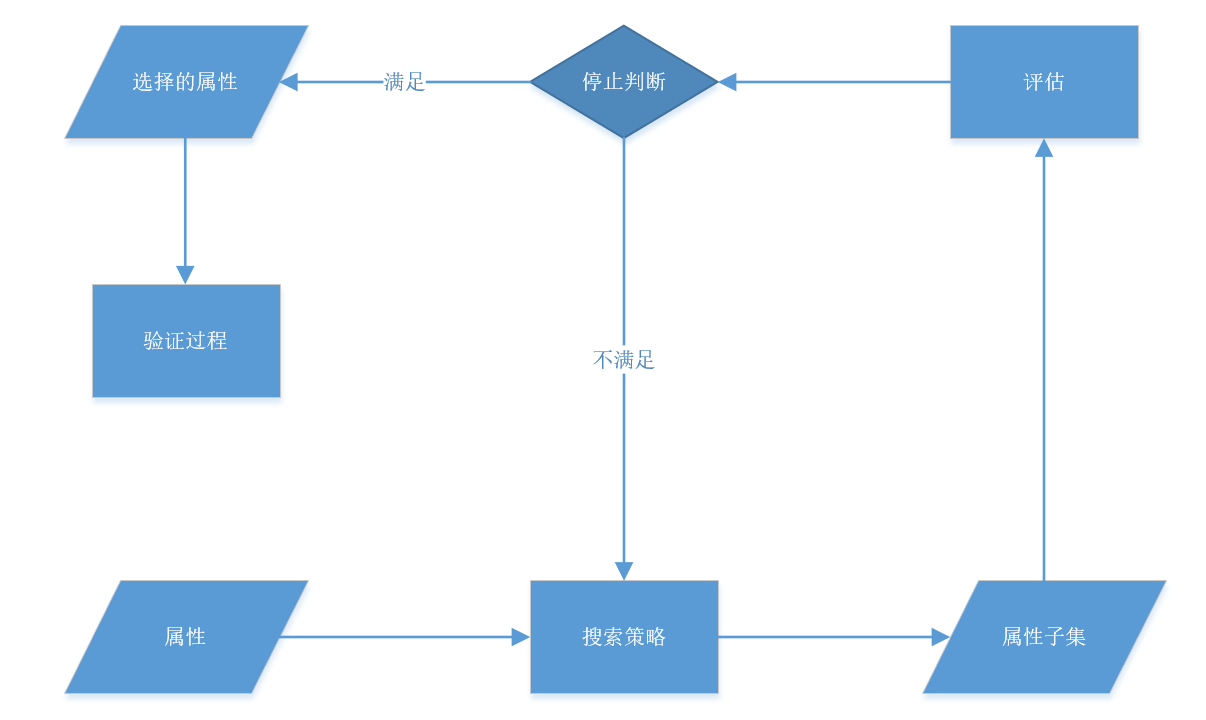 选择的属性
满足
停止判断
评估
验证过程
不满足
属性
搜索策略
属性子集